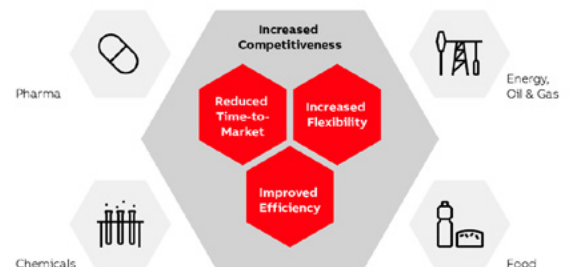 Increased
Competitiveness
Pharma
Reduced
Time-to-
Market
Increased
Flexibility
Energy,
Oil & Gas
Improved
Efficiency
Chemicals
Food